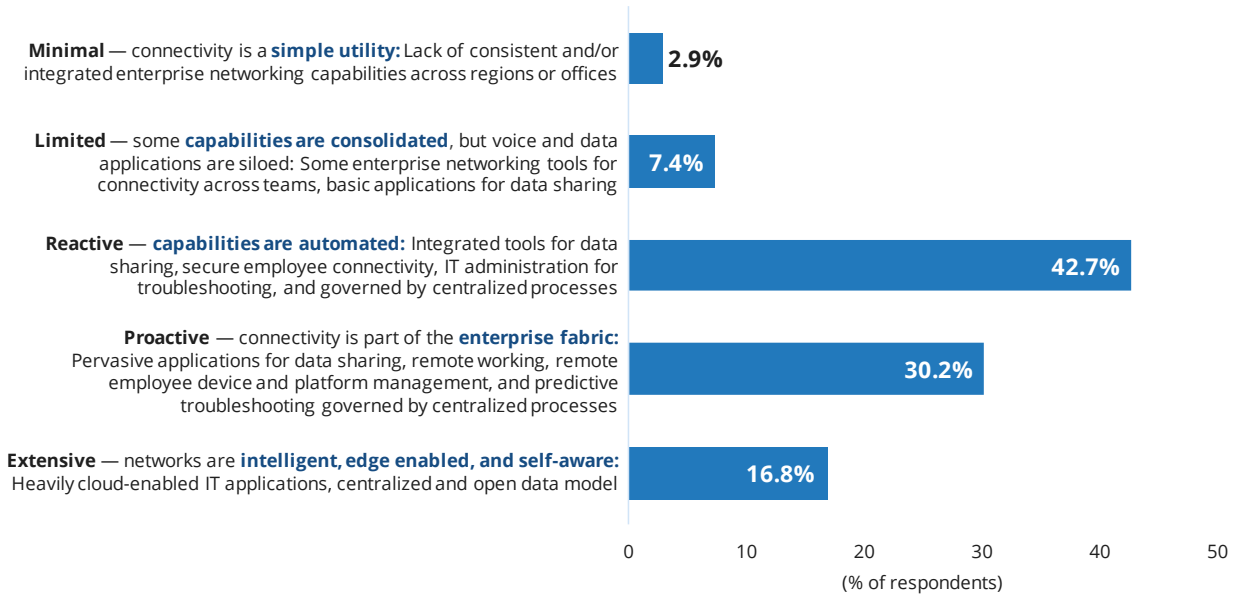 Minimal — connectivity is a simple utility: Lack of consistent and/or
integrated enterprise networking capabilities across regions or offices
2.9%
Limited — some capabilities are consolidated, but voice and data
applications are siloed: Some enterprise networking tools for
connectivity across teams, basic applications for data sharing
7.4%
Reactive — capabilities are automated: Integrated tools for data
sharing, secure employee connectivity, IT administration for
troubleshooting, and governed by centralized processes
42.7%
Proactive — connectivity is part of the enterprise fabric:
Pervasive applications for data sharing, remote working, remote
employee device and platform management, and predictive
troubleshooting governed by centralized processes
30.2%
Extensive — networks are intelligent, edge enabled, and self-aware:
Heavily cloud-enabled IT applications, centralized and open data model
16.8%
0 10 20 30 40 50
(% of respondents)